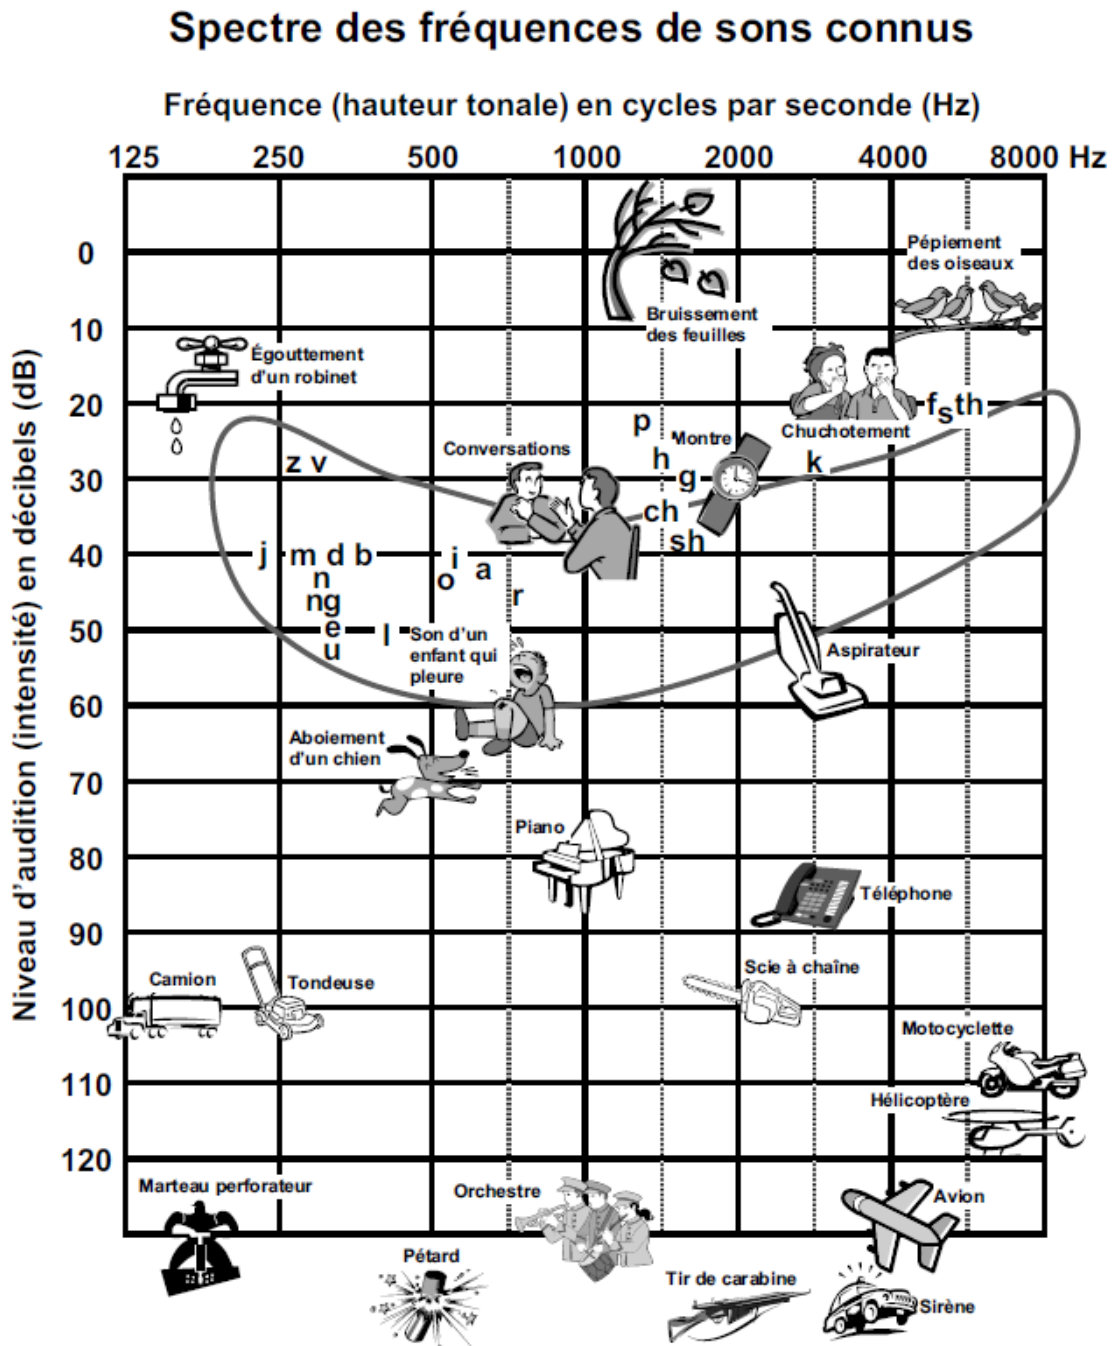 Spectre des fréquences de sons connus
Fréquence (hauteur tonale) en cycles par seconde (Hz)
125 250 500 1000 2000 4000 8000 Hz
Niveau d'audition (intensité) en décibels (dB)
0
Pépiement
des oiseaux
Bruissement
des feuilles
10
Égouttement
d'un robinet
20
f s th
p
Chuchotement
Montre
Conversations
z v
h
k
30
g
ch
sh
40
j m d b
i
a
n
o
ng
r
50
e
l
Son d'un
enfant qui
pleure
u
Aspirateur
60
Aboiement
d'un chien
70
Piano
80
Téléphone
90
Scie à chaîne
Camion
Tondeuse
100
Motocyclette
110
Hélicoptère
120
Marteau perforateur
Orchestre
Avion
Pétard
Tir de carabine
Sirène